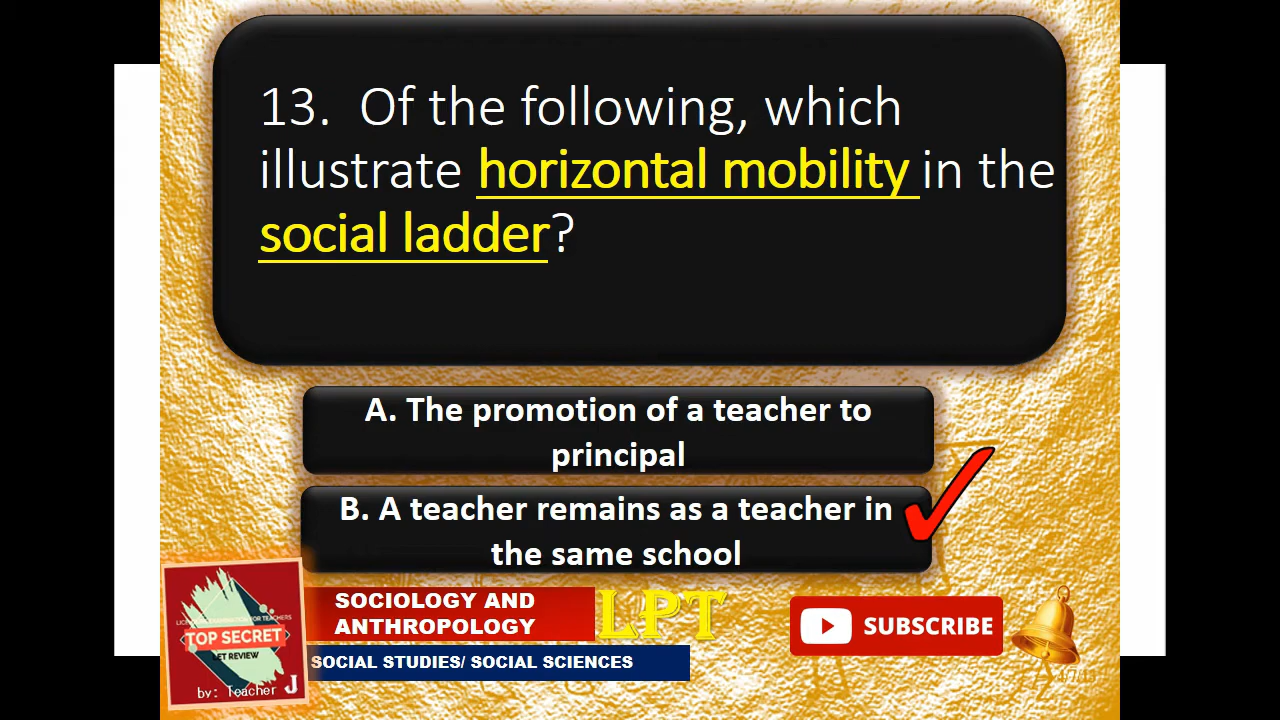 13. Of the following, which
illustrate horizontal mobility in the
social ladder?
A. The promotion of a teacher to
principal
B. A teacher remains as a teacher in
the same school
SOCIOLOGY AND
ANTHROPOLOGY
LPT
SUBSCRIBE
SOCIAL STUDIES/ SOCIAL SCIENCES
TOP SECRET
LET REVIEW
by: Teacher J